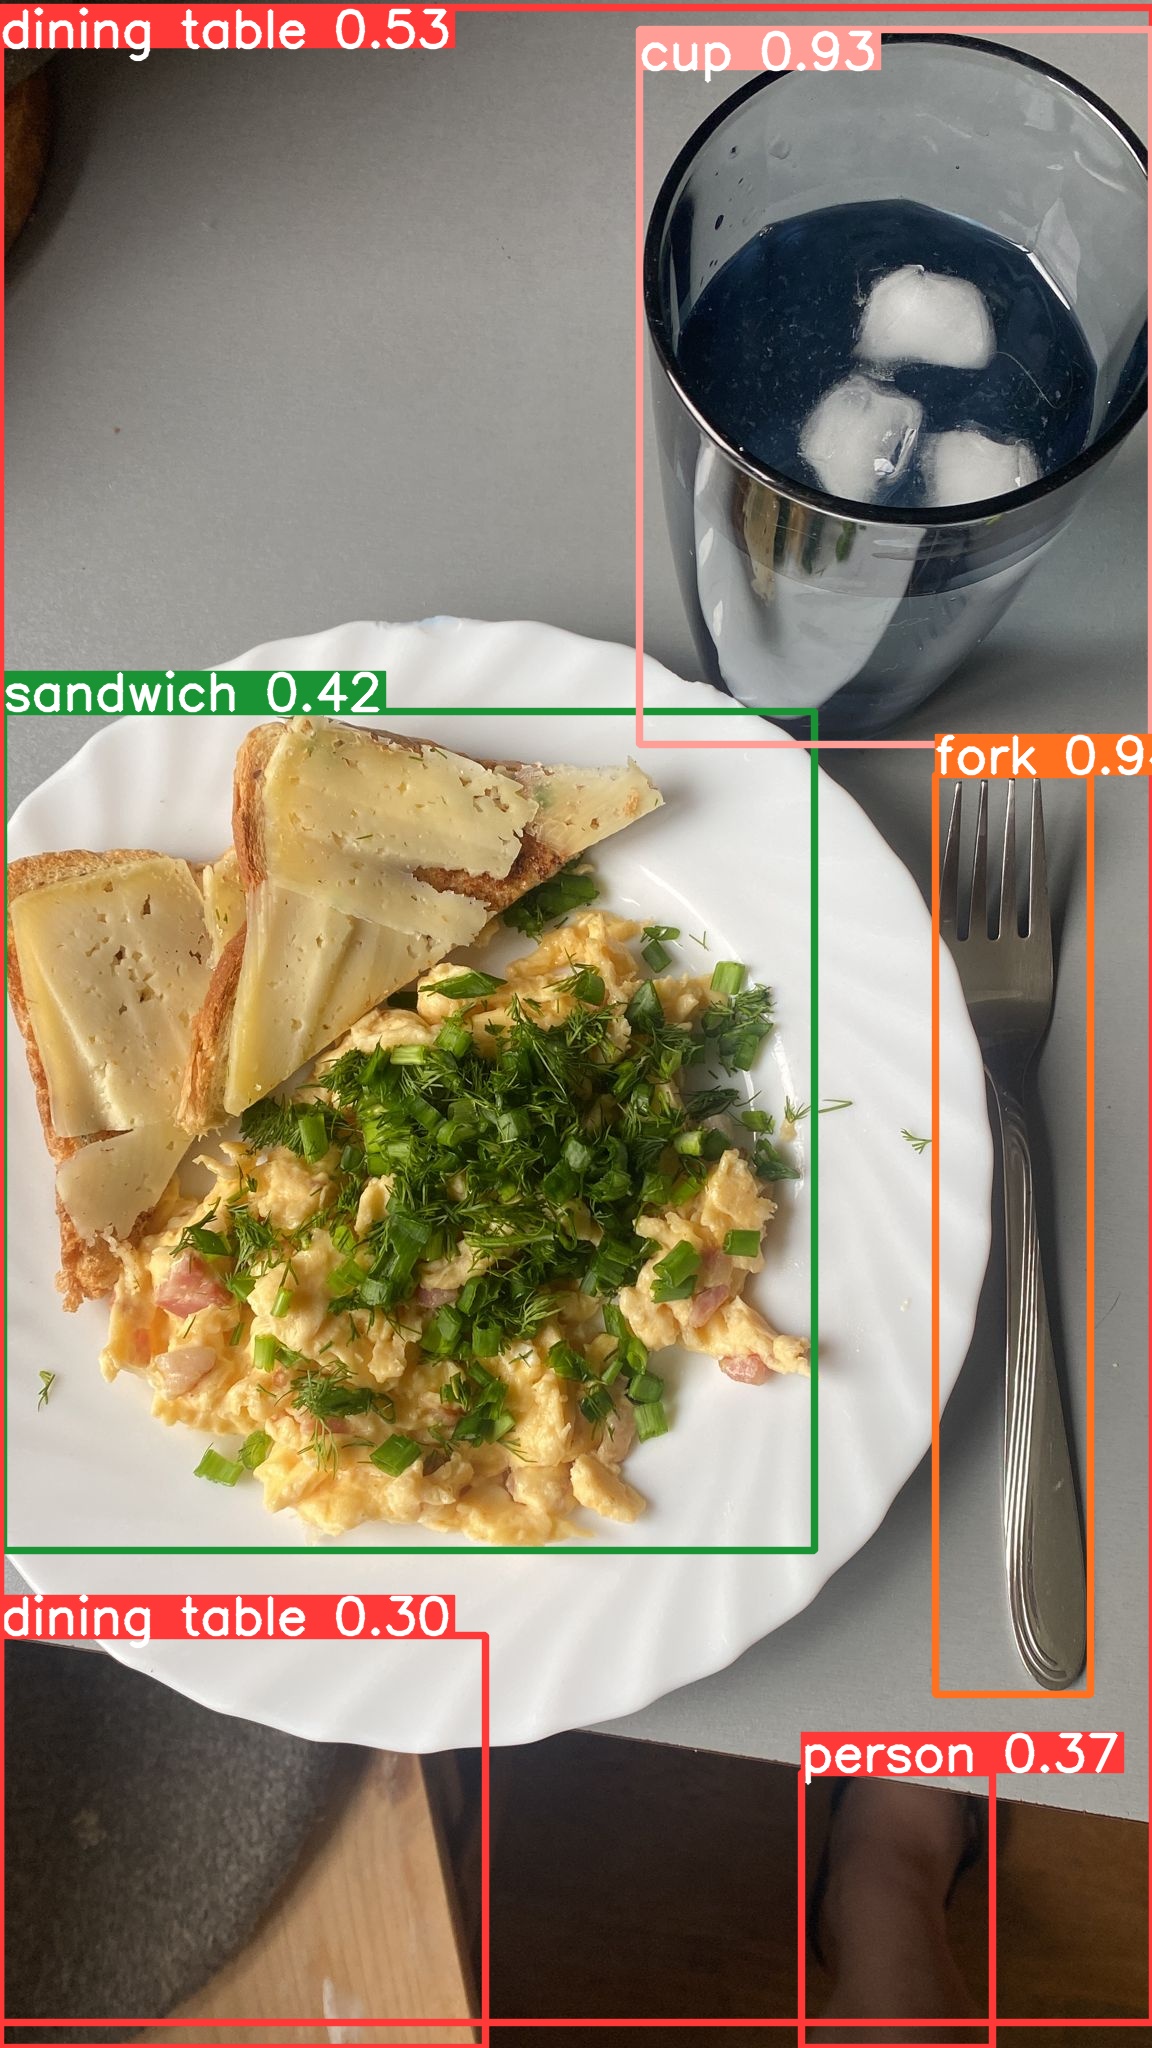 dining table 0.53
cup 0.93
sandwich 0.42
fork 0.9
dining table 0.30
person 0.37